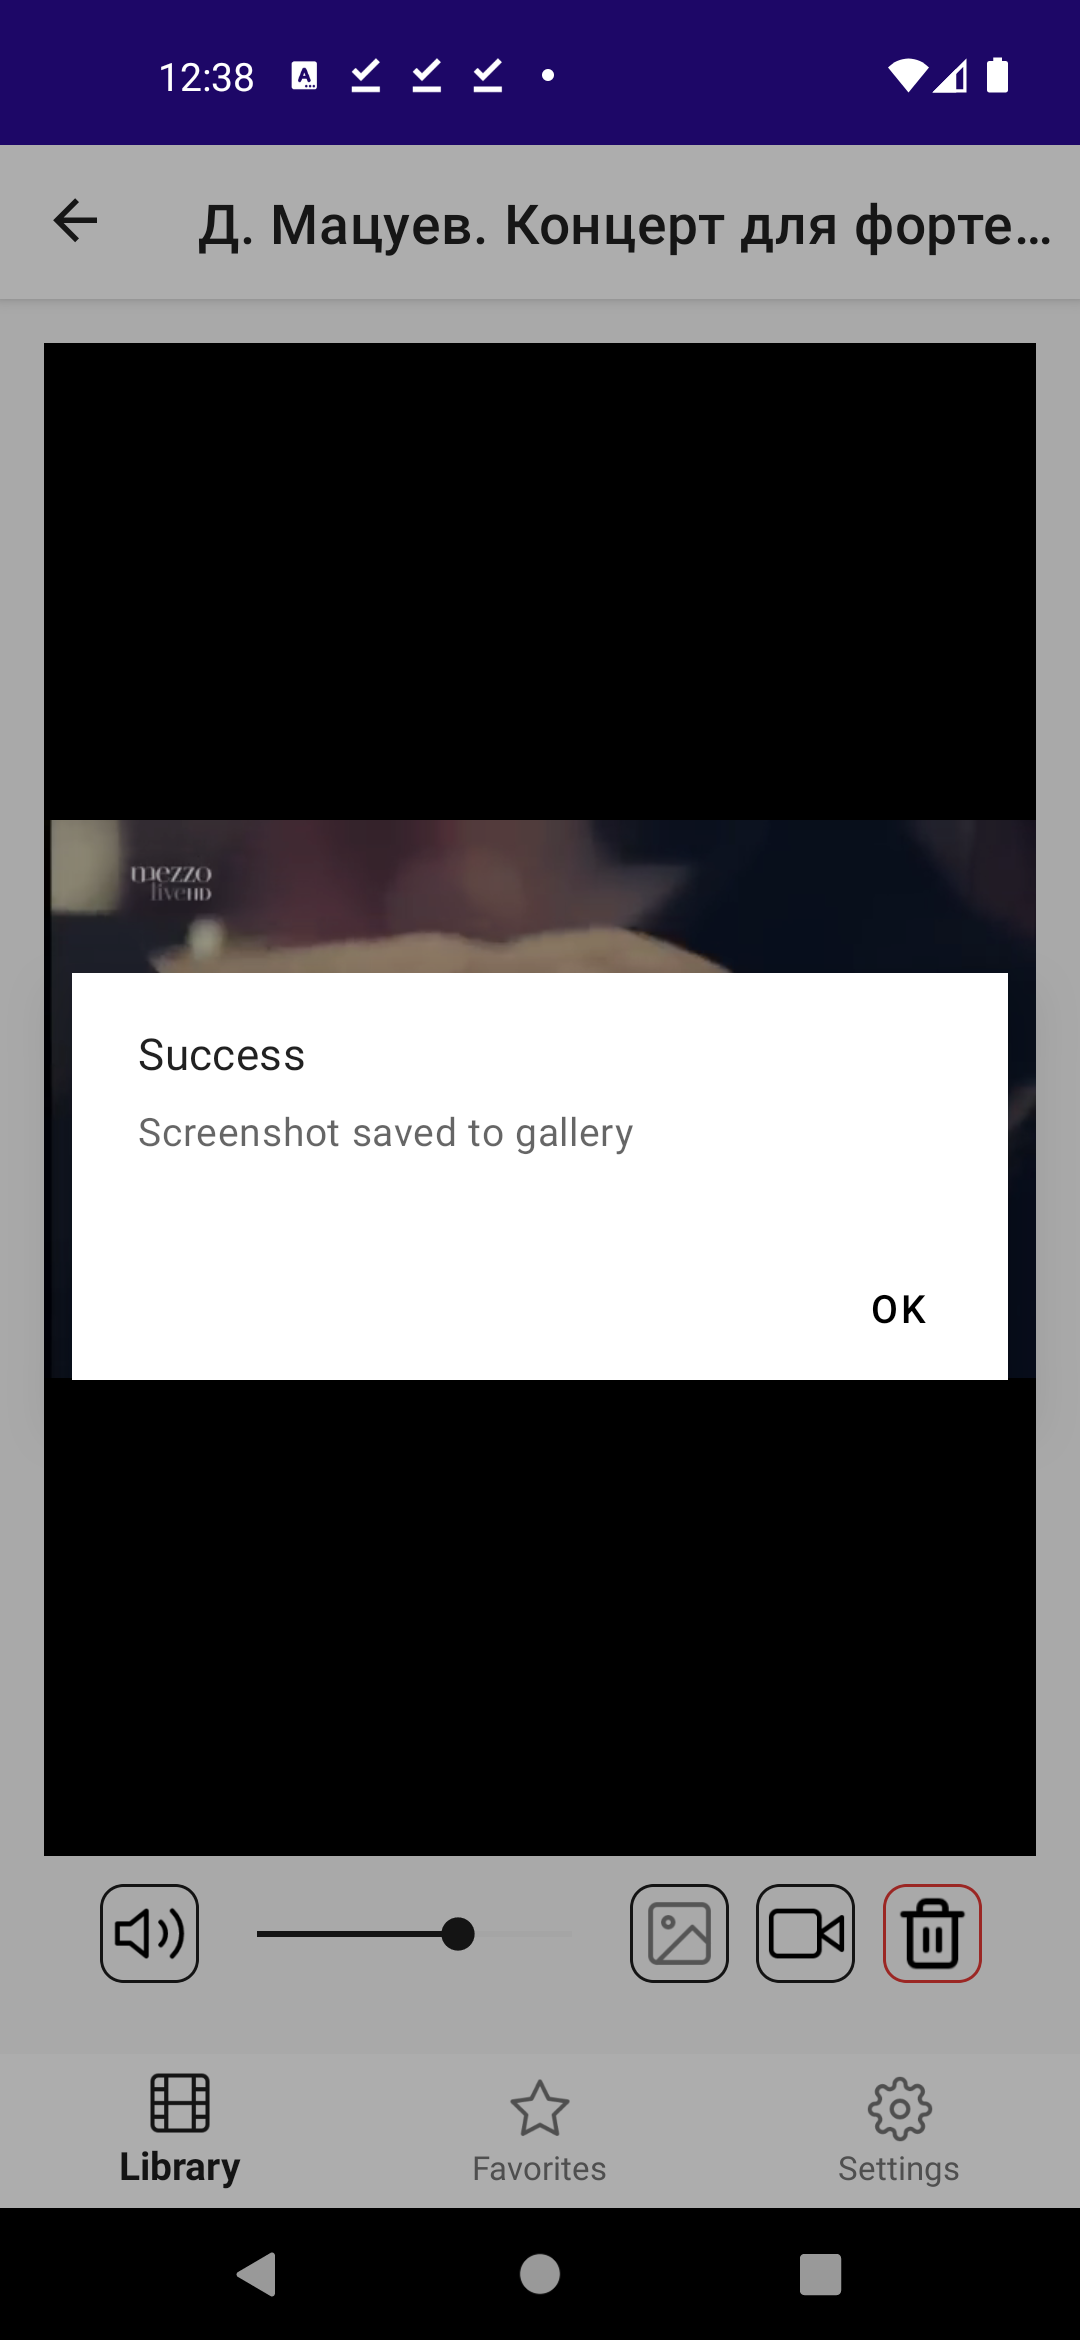 12:38
Д. Мацуев. Концерт для форте...
mezzo
liveHD
Success
Screenshot saved to gallery
OK
Library
Favorites
Settings